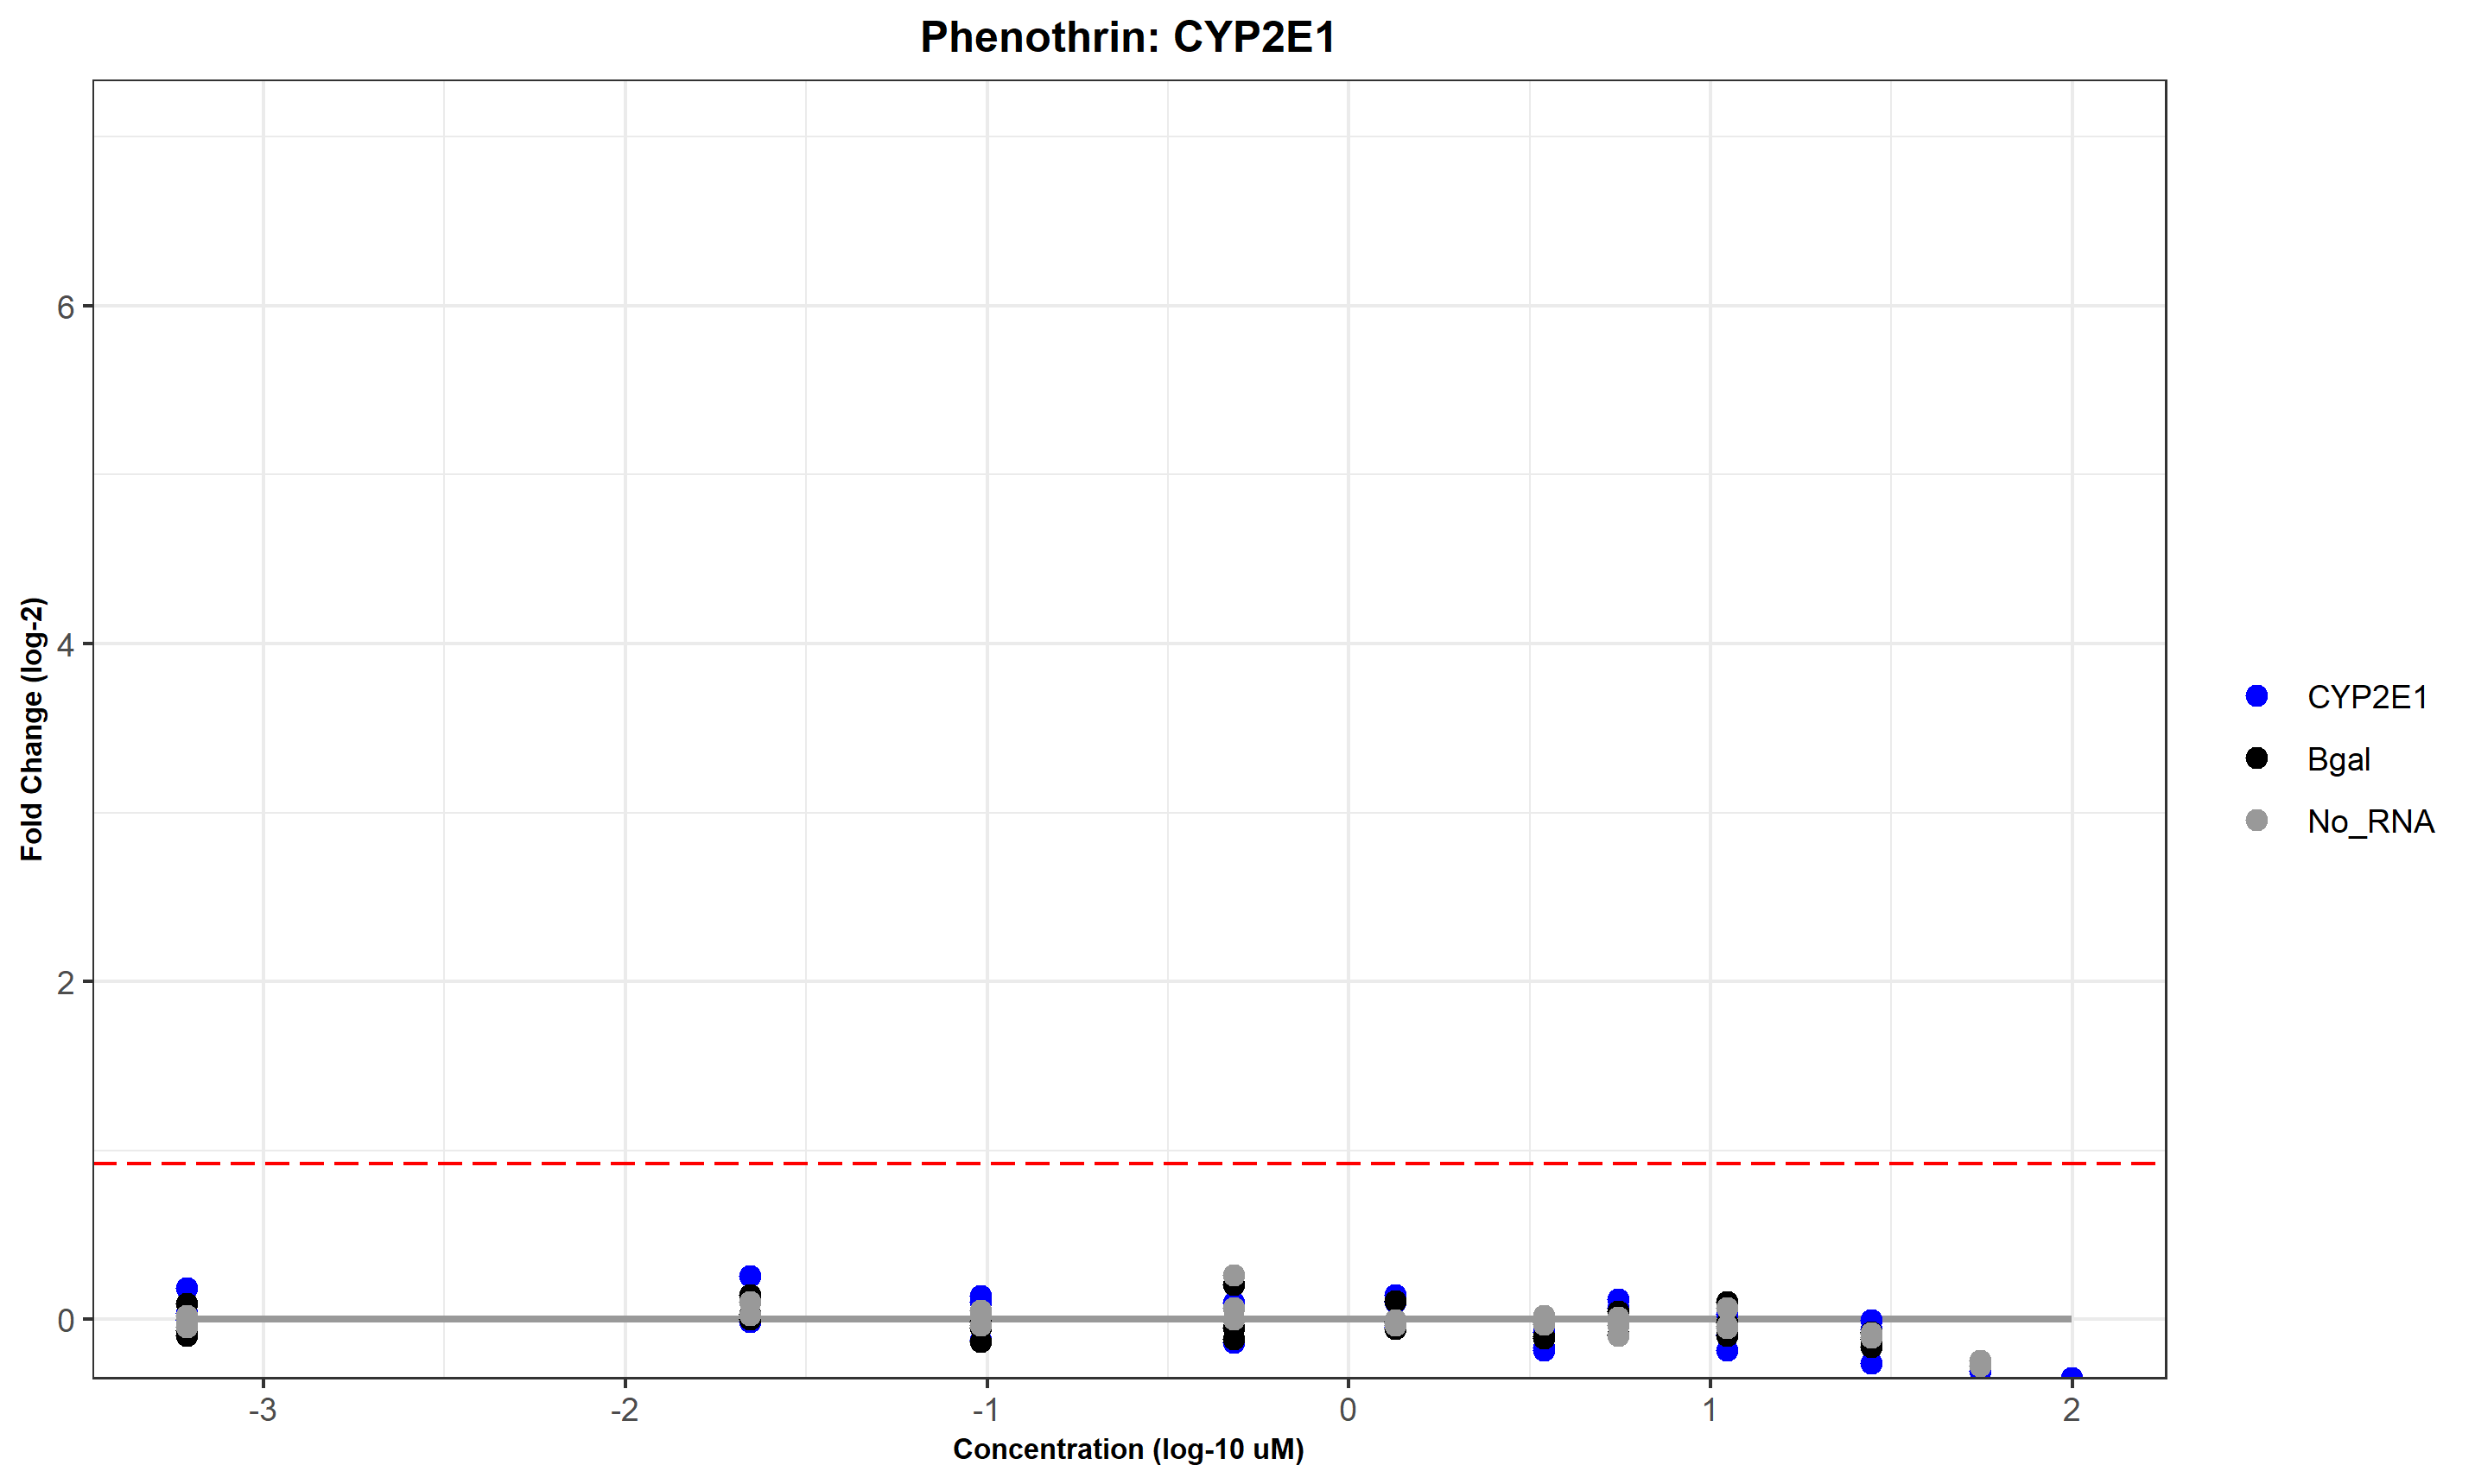 Phenothrin: CYP2E1
Fold Change (log-2)
6
4
2
0
-3
-2
-1
0
1
2
Concentration (log-10 uM)
CYP2E1
Bgal
No_RNA